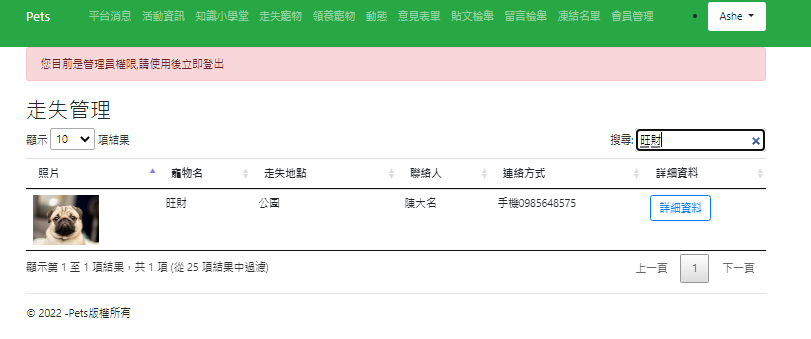 Pets 平台消息 活動資訊 知識小學堂 走失寵物 領養寵物 動態 意見表單 貼文檢舉 留言檢舉 凍結名單 會員管理 Ashe
您目前是管理員權限,請使用後立即登出
走失管理
顯示 10 項結果 搜尋: 旺財
照片 寵物名 走失地點 聯絡人 連絡方式 詳細資料
旺財 公園 陳大名 手機0985648575 詳細資料
顯示第 1 至 1 項結果，共 1 項 (從 25 項結果中過濾) 上一頁 1 下一頁
© 2022 -Pets版權所有